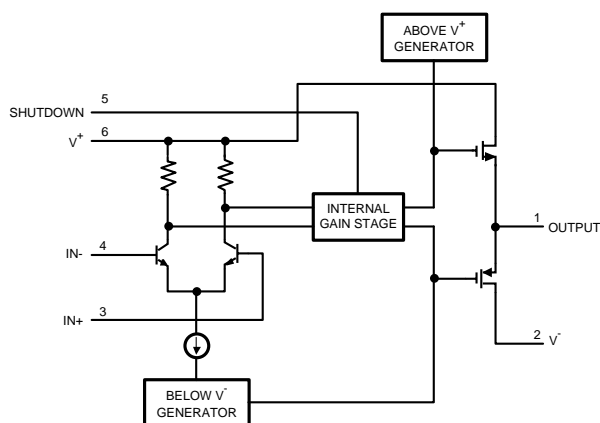 ABOVE V+
GENERATOR
SHUTDOWN 5
V+ 6
INTERNAL
GAIN STAGE
1 OUTPUT
IN- 4
IN+ 3
2 V-
BELOW V-
GENERATOR